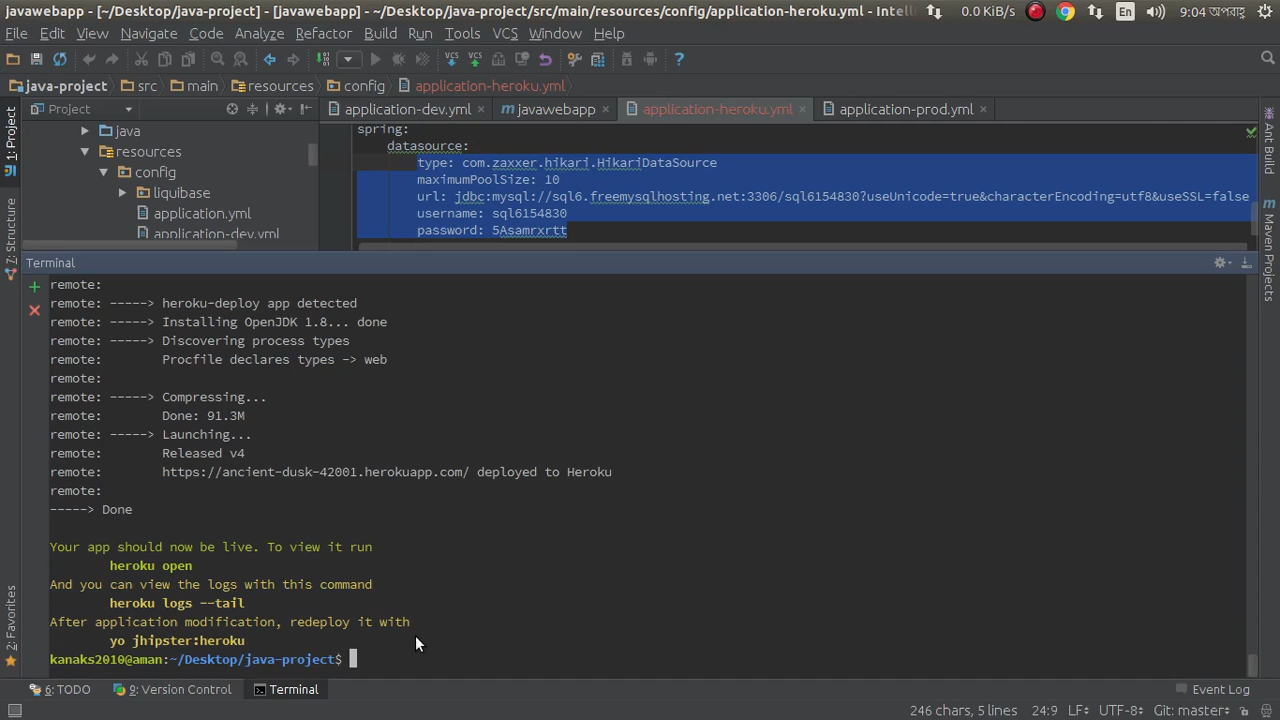 javawebapp - [~/Desktop/java-project] - [javawebapp] - ~/Desktop/java-project/src/main/resources/config/application-heroku.yml - Intelle
0.0 KiB/s En 9:04 অপরাহ্ন
File Edit View Navigate Code Analyze Refactor Build Run Tools VCS Window Help
java-project src main resources config application-heroku.yml
Project application-dev.yml javawebapp application-heroku.yml application-prod.yml
java
resources
config
liquibase
application.yml
application-dev.yml
spring:
datasource:
type: com.zaxxer.hikari.HikariDataSource
maximumPoolSize: 10
url: jdbc:mysql://sql6.freemysqlhosting.net:3306/sql6154830?useUnicode=true&characterEncoding=utf8&useSSL=false
username: sql6154830
password: 5Asamrxrtt
1: Project
7: Structure
2: Favorites
Ant Build
Maven Projects
Terminal
remote:
remote: -----> heroku-deploy app detected
remote: -----> Installing OpenJDK 1.8... done
remote: -----> Discovering process types
remote: Procfile declares types -> web
remote:
remote: -----> Compressing...
remote: Done: 91.3M
remote: -----> Launching...
remote: Released v4
remote: https://ancient-dusk-42001.herokuapp.com/ deployed to Heroku
remote:
-----> Done
Your app should now be live. To view it run
heroku open
And you can view the logs with this command
heroku logs --tail
After application modification, redeploy it with
yo jhipster:heroku
kanaks2010@aman:~/Desktop/java-project$
6: TODO 9: Version Control Terminal Event Log
246 chars, 5 lines 24:9 LF÷ UTF-8÷ Git: master÷